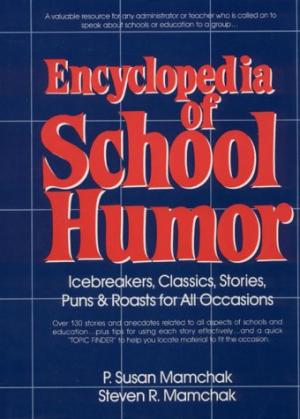 A valuable resource for any administrator or teacher who is called on to
speak about schools or education to a group...
Encyclopedia
of
School
Humor
Icebreakers, Classics, Stories,
Puns & Roasts for All Occasions
Over 130 stories and anecdotes related to all aspects of schools and
education...plus tips for using each story effectively...and a quick
"TOPIC FINDER" to help you locate material to fit the occasion.
P. Susan Mamchak
Steven R. Mamchak